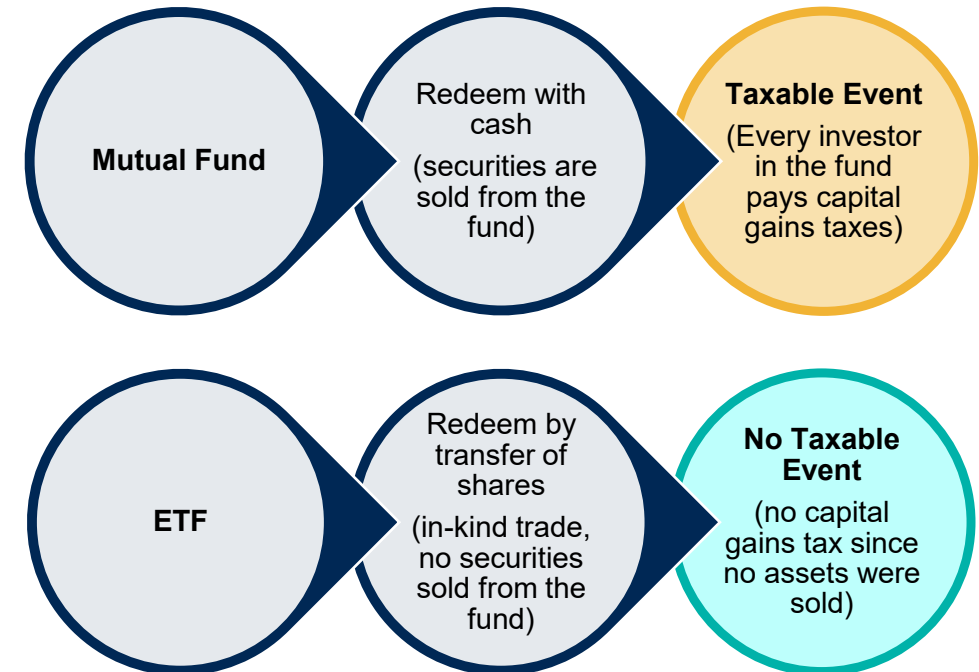 Mutual Fund
Redeem with
cash
(securities are
sold from the
fund)
Taxable Event
(Every investor
in the fund
pays capital
gains taxes)
ETF
Redeem by
transfer of
shares
(in-kind trade,
no securities
sold from the
fund)
No Taxable
Event
(no capital
gains tax since
no assets were
sold)